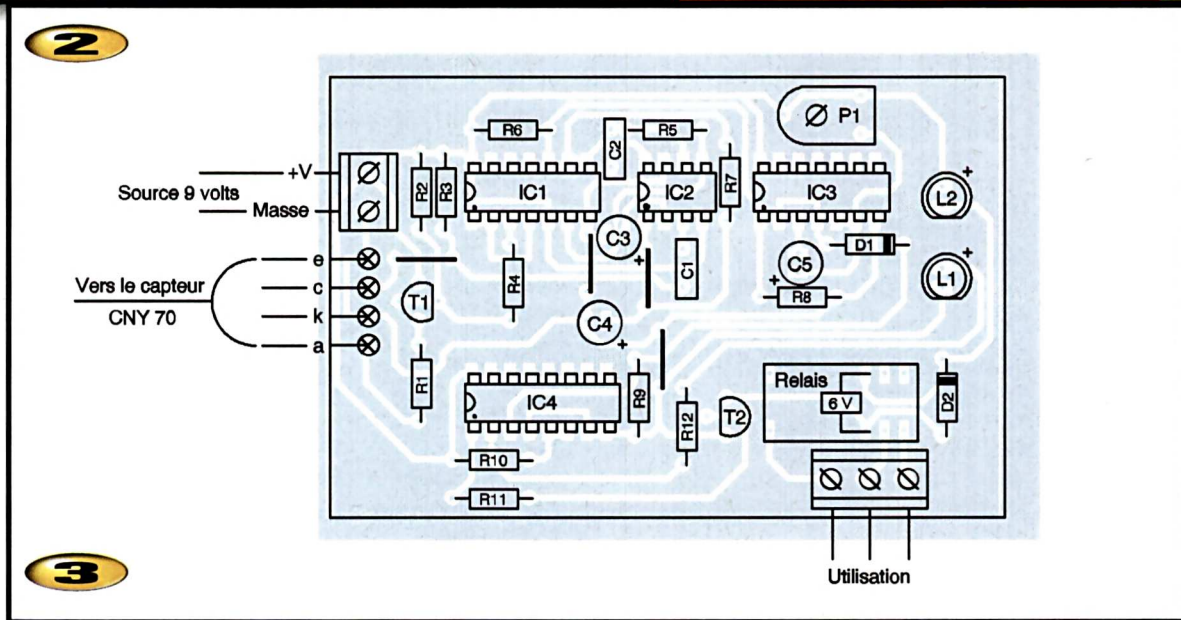 2
P1
R6
C2
R5
+V
Source 9 volts
Masse
R2
R3
IC1
IC2
R7
IC3
L2
+
e
Vers le capteur
CNY 70
c
k
a
T1
R4
C3
+
C1
C5
+
D1
R8
L1
+
C4
+
R1
IC4
R9
R12
T2
Relais
6 V
D2
R10
R11
3
Utilisation